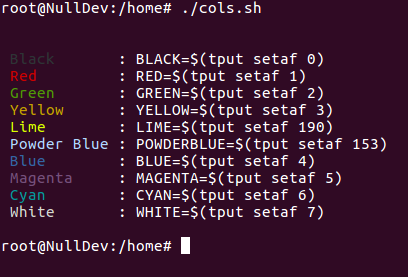 root@NullDev:/home# ./cols.sh
Black : BLACK=$(tput setaf 0)
Red : RED=$(tput setaf 1)
Green : GREEN=$(tput setaf 2)
Yellow : YELLOW=$(tput setaf 3)
Lime : LIME=$(tput setaf 190)
Powder Blue : POWDERBLUE=$(tput setaf 153)
Blue : BLUE=$(tput setaf 4)
Magenta : MAGENTA=$(tput setaf 5)
Cyan : CYAN=$(tput setaf 6)
White : WHITE=$(tput setaf 7)
root@NullDev:/home#